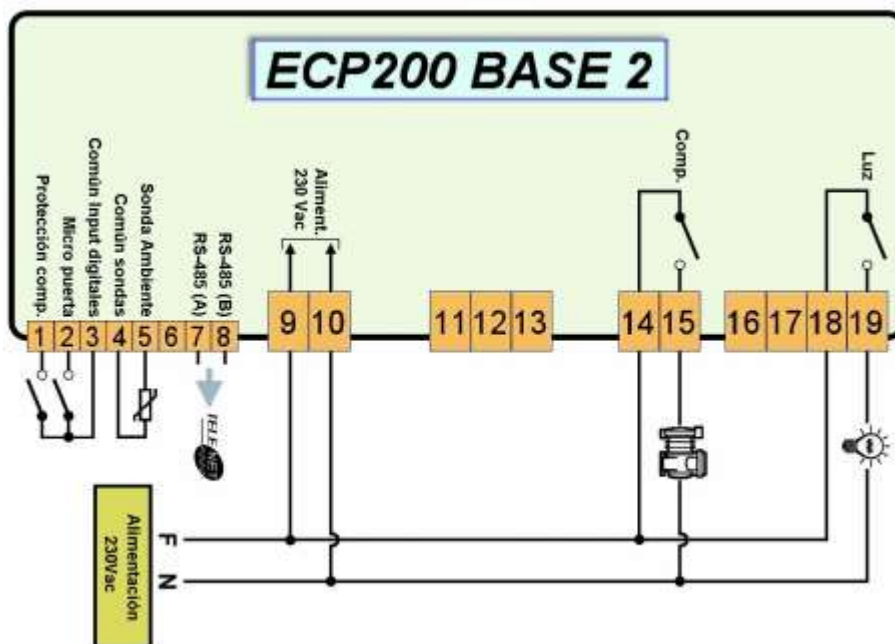 ECP200 BASE 2
Protección comp.
Micro puerta
Común Input digitales
Común sondas
Sonda Ambiente
RS-485 (A)
RS-485 (B)
Aliment.
230 Vac
Comp.
Luz
1 2 3 4 5 6 7 8 9 10 11 12 13 14 15 16 17 18 19
Alimentación
230Vac
F
N